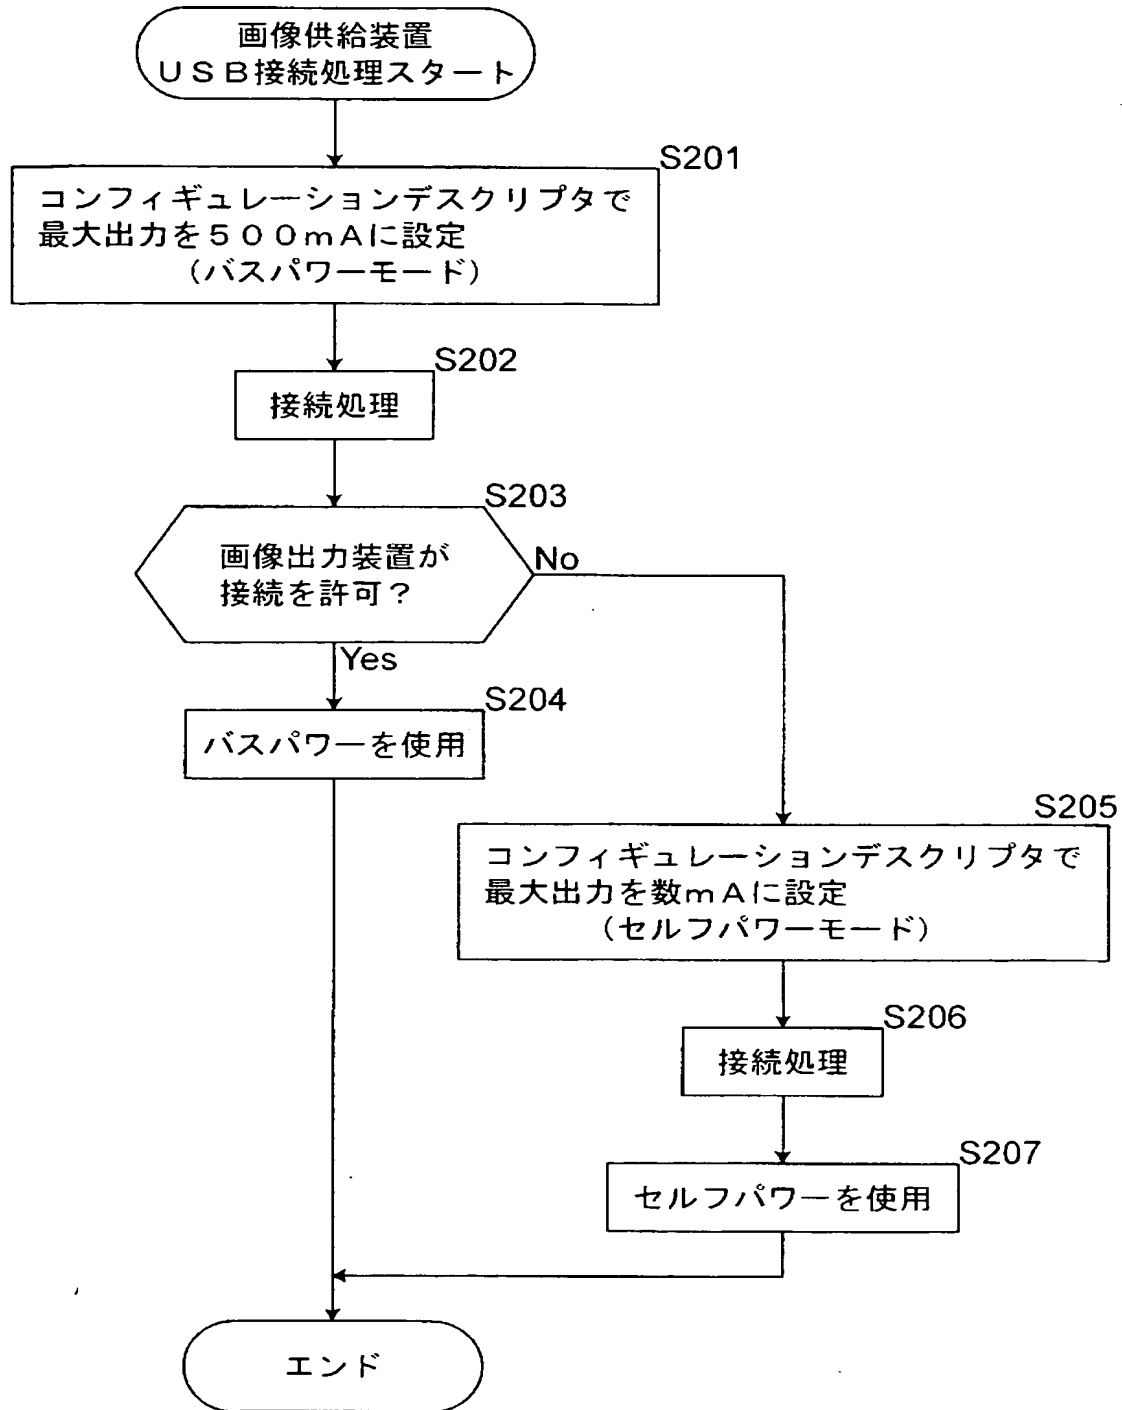 画像供給装置
ＵＳＢ接続処理スタート
S201
コンフィギュレーションデスクリプタで
最大出力を５００ｍAに設定
（バスパワーモード）
S202
接続処理
S203
画像出力装置が
接続を許可？
No
Yes
S204
バスパワーを使用
S205
コンフィギュレーションデスクリプタで
最大出力を数ｍAに設定
（セルフパワーモード）
S206
接続処理
S207
セルフパワーを使用
エンド